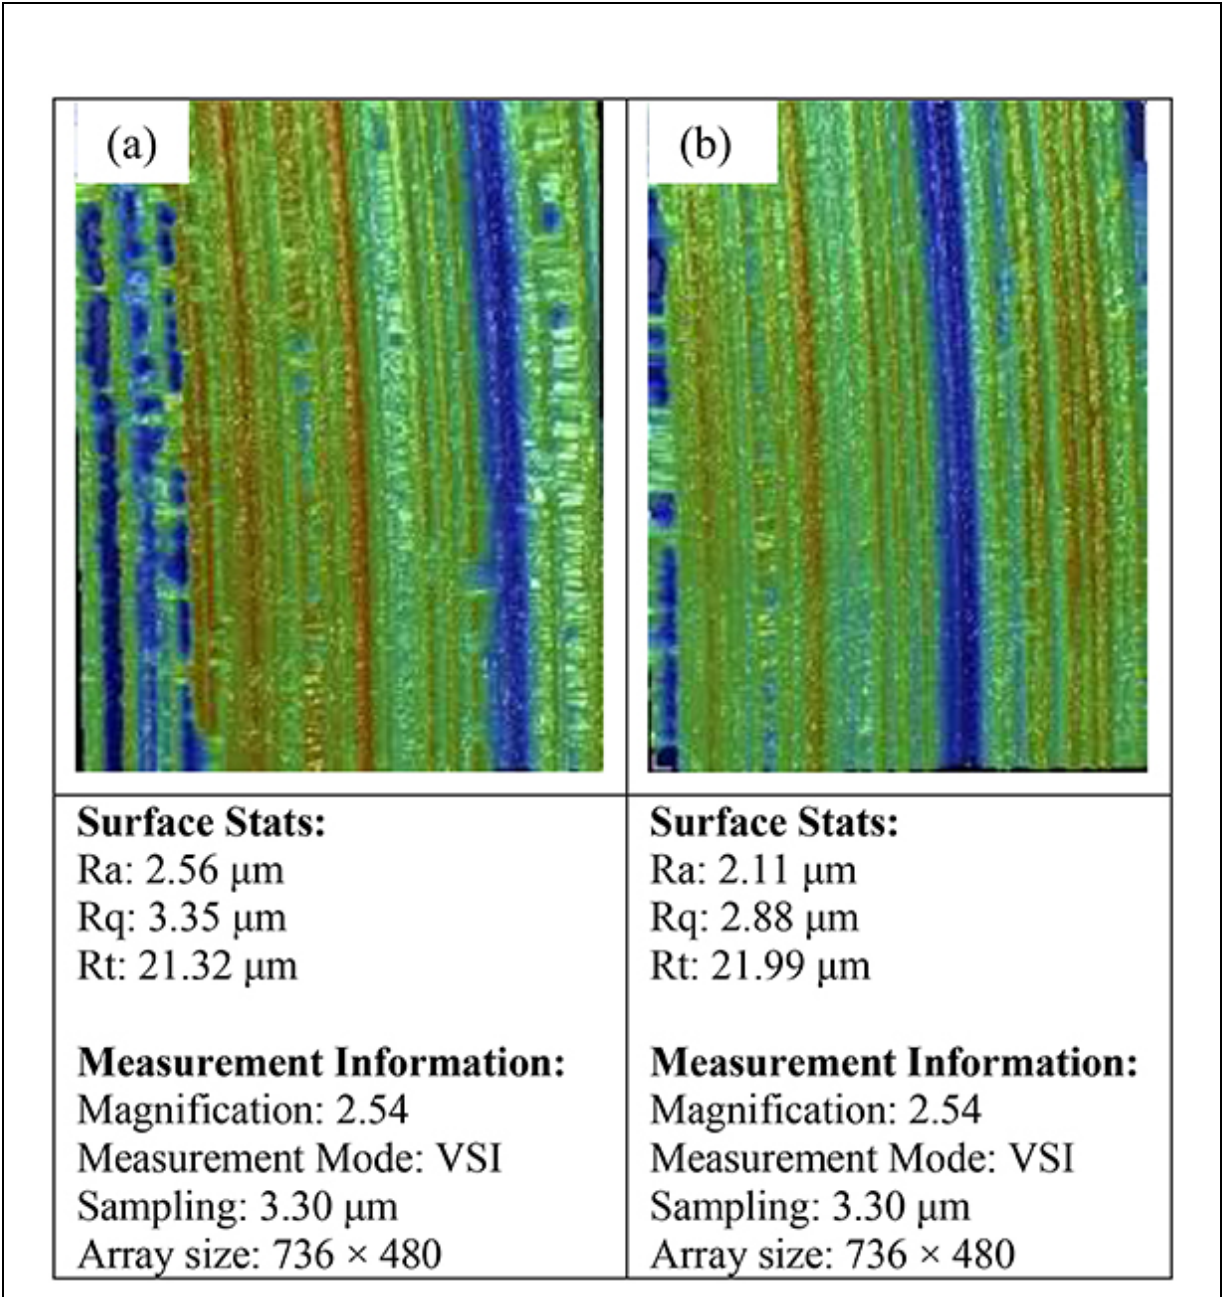 (a)
(b)
Surface Stats:
Ra: 2.56 μm
Rq: 3.35 μm
Rt: 21.32 μm
Measurement Information:
Magnification: 2.54
Measurement Mode: VSI
Sampling: 3.30 μm
Array size: 736 × 480
Surface Stats:
Ra: 2.11 μm
Rq: 2.88 μm
Rt: 21.99 μm
Measurement Information:
Magnification: 2.54
Measurement Mode: VSI
Sampling: 3.30 μm
Array size: 736 × 480